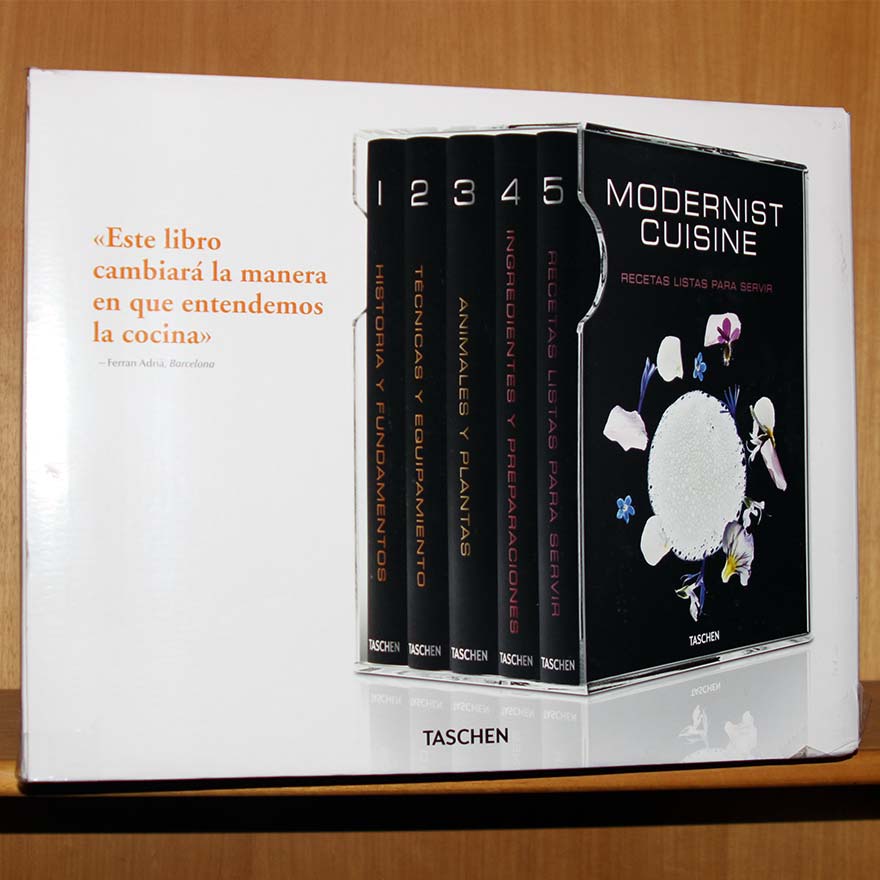 «Este libro
cambiará la manera
en que entendemos
la cocina»
– Ferran Adrià, Barcelona
1 HISTORIA Y FUNDAMENTOS TASCHEN
2 TÉCNICAS Y EQUIPAMIENTO TASCHEN
3 ANIMALES Y PLANTAS TASCHEN
4 INGREDIENTES Y PREPARACIONES TASCHEN
5 RECETAS LISTAS PARA SERVIR TASCHEN
MODERNIST
CUISINE
RECETAS LISTAS PARA SERVIR
TASCHEN
TASCHEN